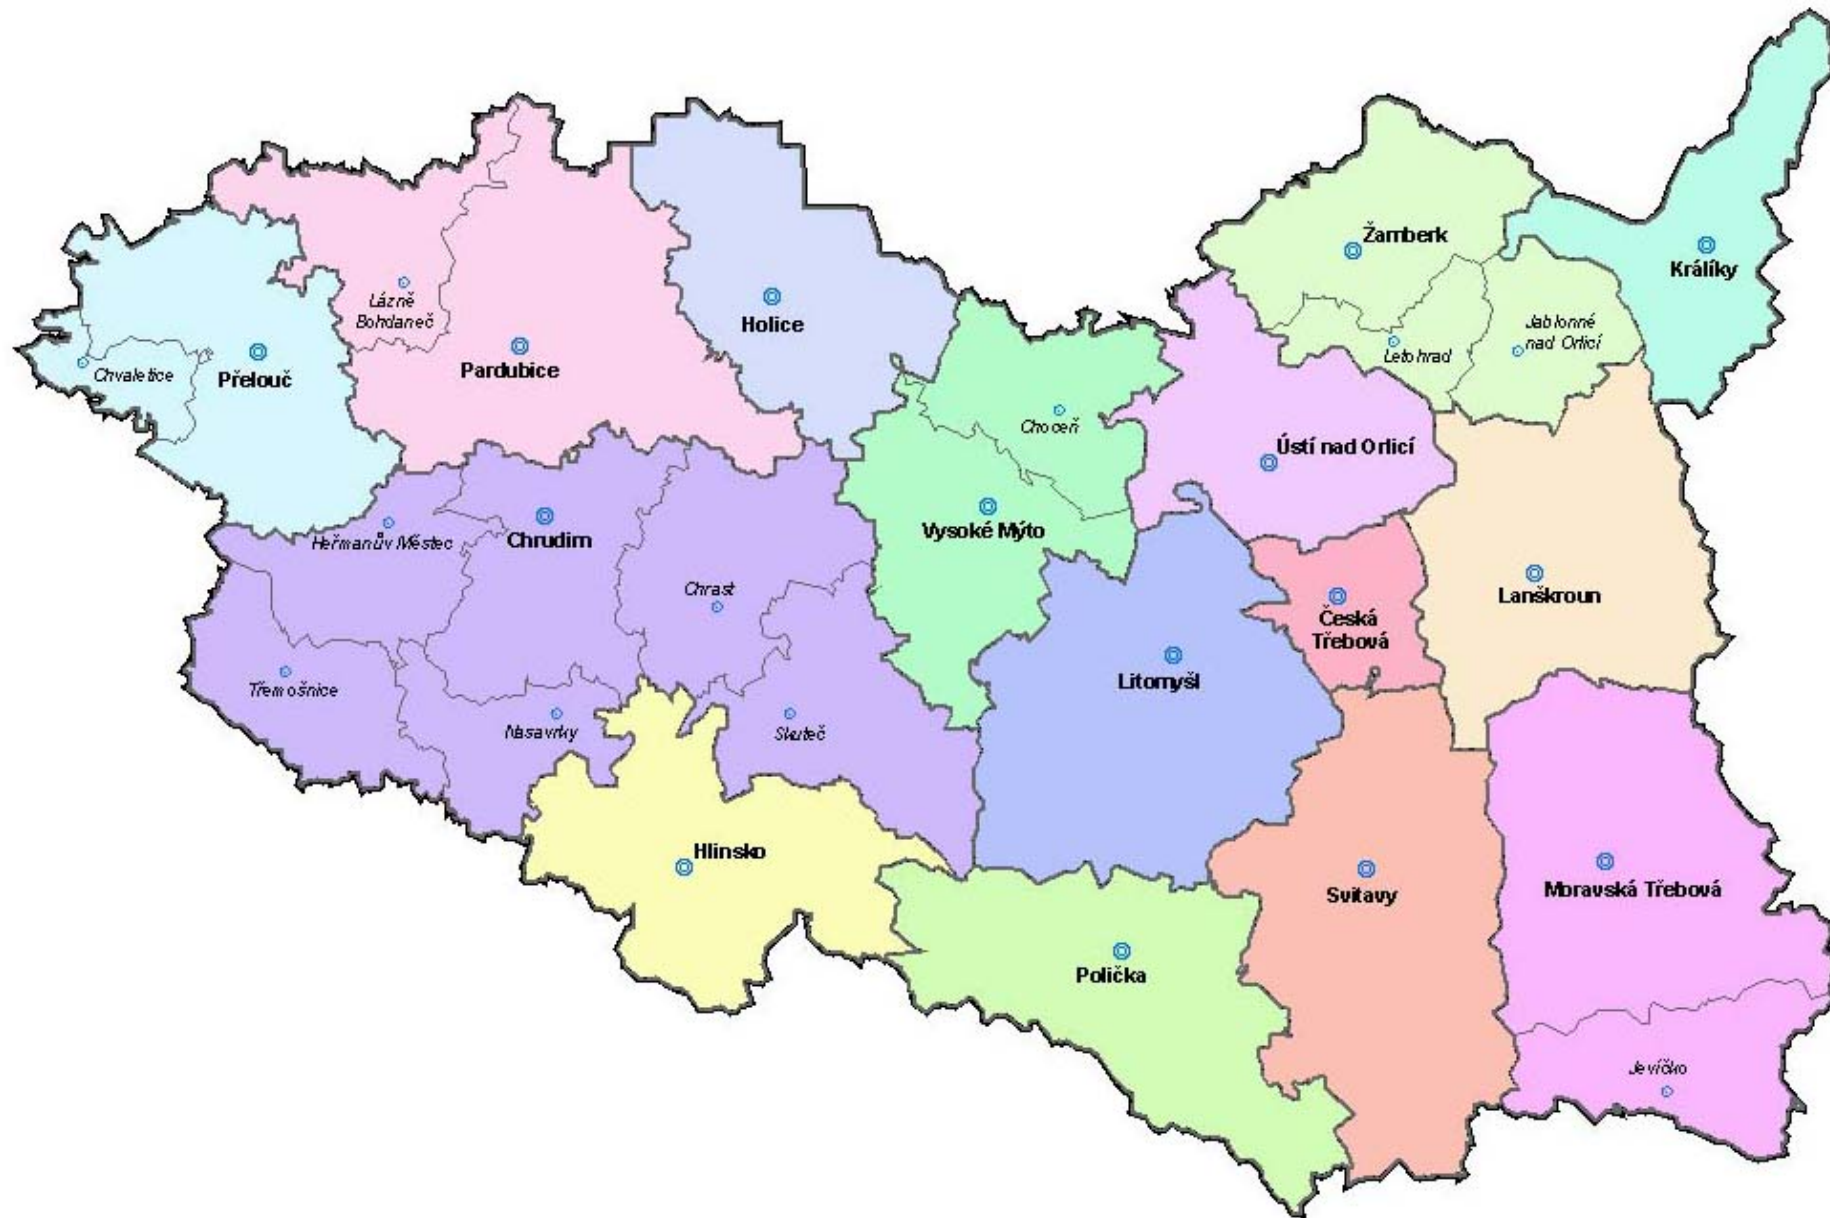 Žamberk
Králíky
Lázně
Bohdaneč
Holice
Jablonné
nad Orlicí
Letohrad
Chvaletice
Přelouč
Pardubice
Choceň
Ústí nad Orlicí
Heřmanův Městec
Chrudim
Vysoké Mýto
Chrast
Lanškroun
Česká
Třebová
Třemošnice
Litomyšl
Nasavrky
Skuteč
Hlinsko
Svitavy
Moravská Třebová
Polička
Jevíčko